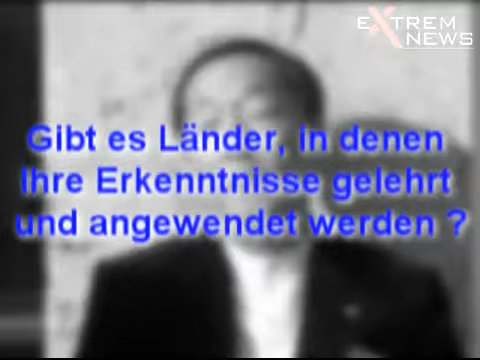 EXTREM
NEWS
Gibt es Länder, in denen
Ihre Erkenntnisse gelehrt
und angewendet werden ?